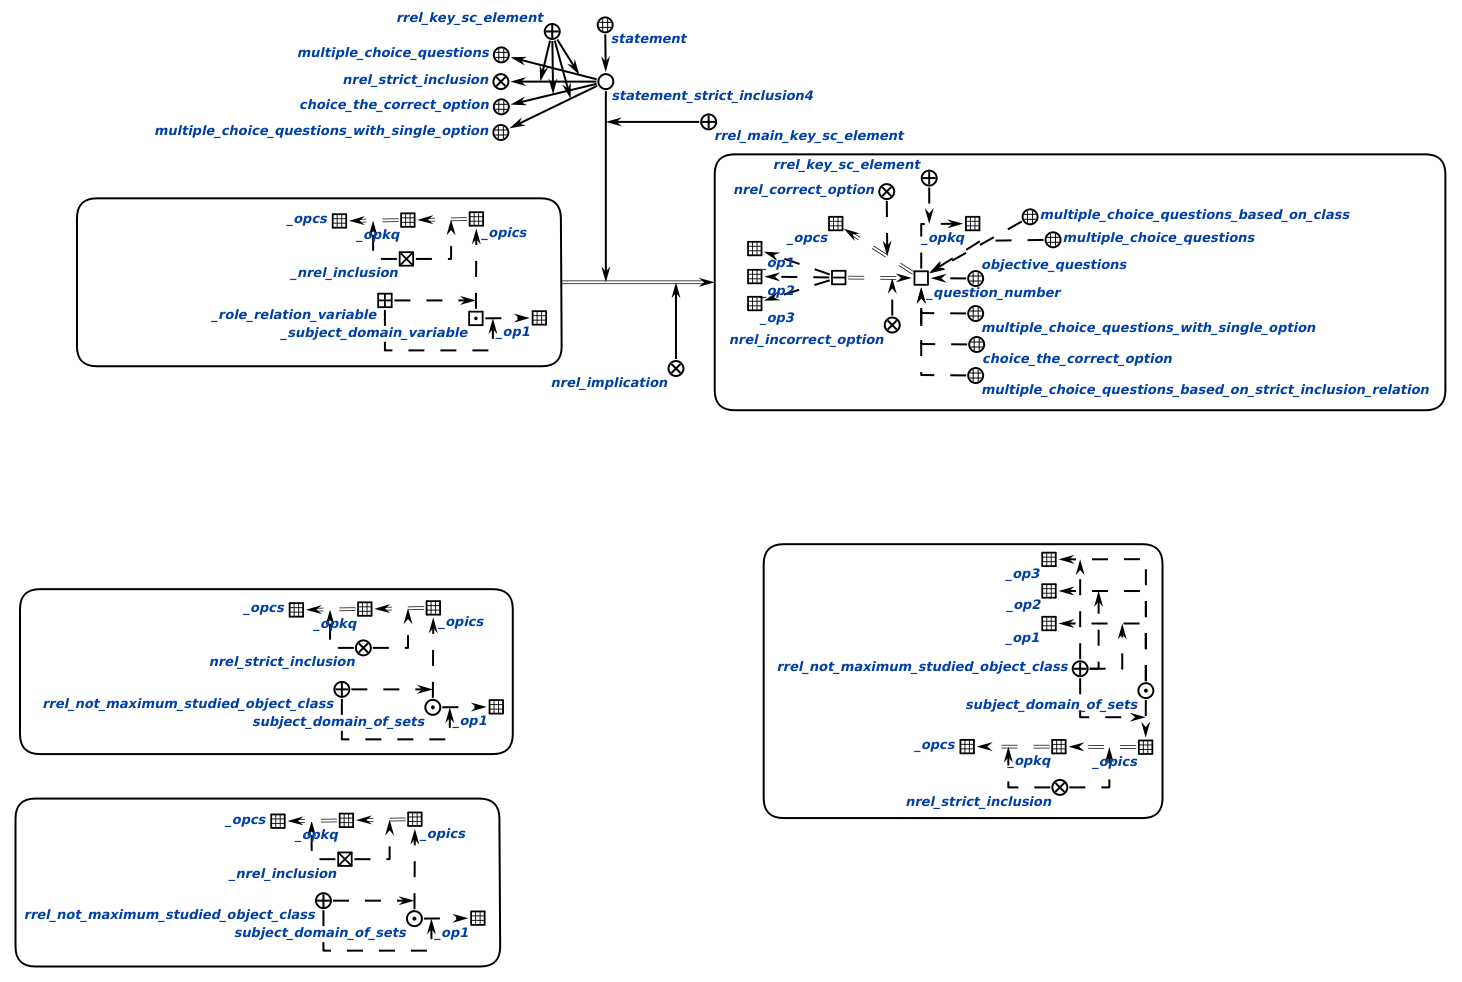 rrel_key_sc_element
statement
multiple_choice_questions
nrel_strict_inclusion
choice_the_correct_option
statement_strict_inclusion4
multiple_choice_questions_with_single_option
rrel_main_key_sc_element
rrel_key_sc_element
nrel_correct_option
multiple_choice_questions_based_on_class
_opcs
_opkq
multiple_choice_questions
_op1
objective_questions
_op2
_question_number
_op3
multiple_choice_questions_with_single_option
nrel_incorrect_option
choice_the_correct_option
multiple_choice_questions_based_on_strict_inclusion_relation
_opcs
_opkq
_opics
_nrel_inclusion
_role_relation_variable
_subject_domain_variable
_op1
nrel_implication
_opcs
_opkq
_opics
nrel_strict_inclusion
rrel_not_maximum_studied_object_class
subject_domain_of_sets
_op1
_op3
_op2
_op1
rrel_not_maximum_studied_object_class
subject_domain_of_sets
_opcs
_opkq
_opics
nrel_strict_inclusion
_opcs
_opkq
_opics
_nrel_inclusion
rrel_not_maximum_studied_object_class
subject_domain_of_sets
_op1